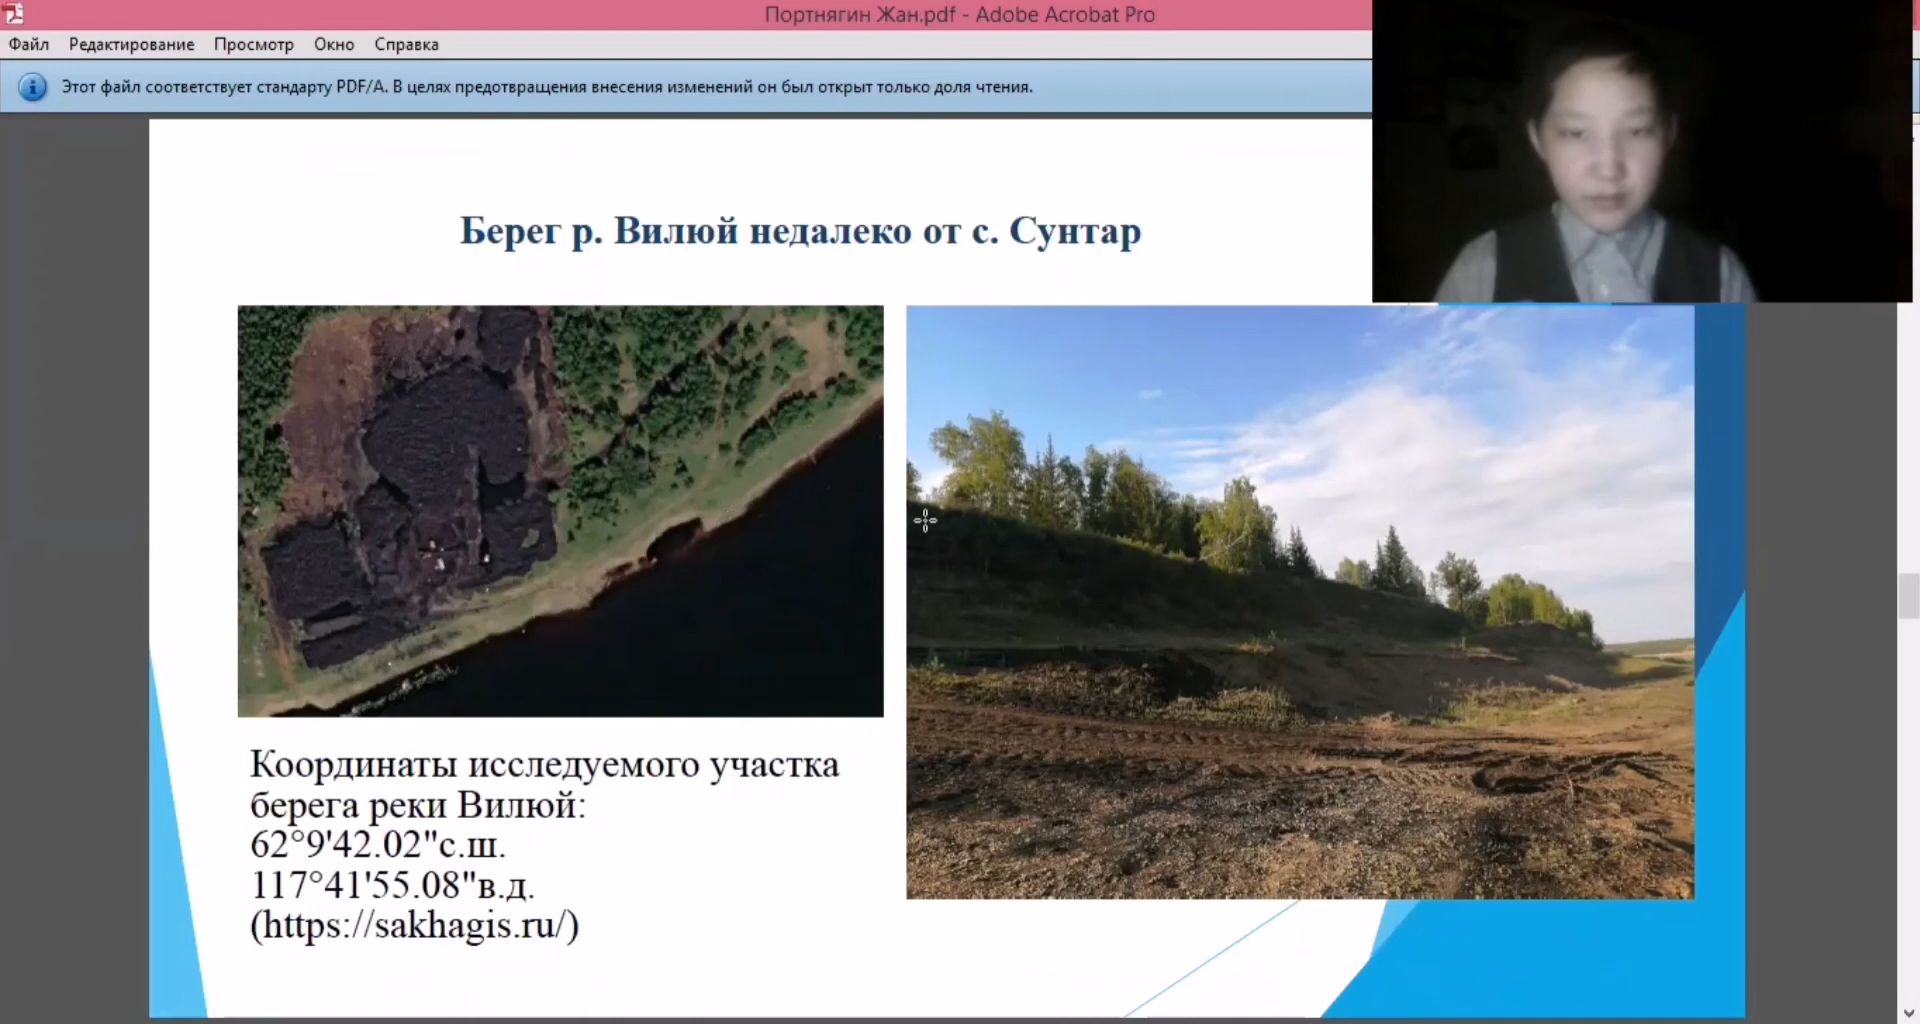 Портнягин Жан.pdf - Adobe Acrobat Pro
Файл Редактирование Просмотр Окно Справка
Этот файл соответствует стандарту PDF/A. В целях предотвращения внесения изменений он был открыт только доля чтения.
Берег р. Вилюй недалеко от с. Сунтар
Координаты исследуемого участка
берега реки Вилюй:
62°9'42.02"с.ш.
117°41'55.08"в.д.
(https://sakhagis.ru/)